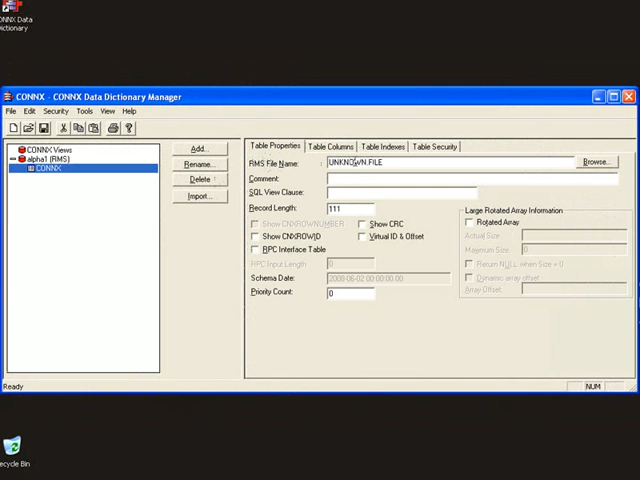 ONNX Data
Dictionary
CONNX - CONNX Data Dictionary Manager
File Edit Security Tools View Help
CONNX Views
alpha1 (RMS)
CONNX
Add...
Rename...
Delete
Import...
Table Properties Table Columns Table Indexes Table Security
RMS File Name: UNKNOWN.FILE Browse...
Comment:
SQL View Clause:
Record Length: 111
Show CNXROWNUMBER Show CRC
Show CNXROWID Virtual ID & Offset
RPC Interface Table
RPC Input Length 0
Schema Date: 2008-06-02 00:00:00.00
Priority Count: 0
Large Rotated Array Information
Rotated Array
Actual Size:
Maximum Size: 0
Return NULL when Size = 0
Dynamic array offset
Array Offset:
Ready NUM
ecycle Bin